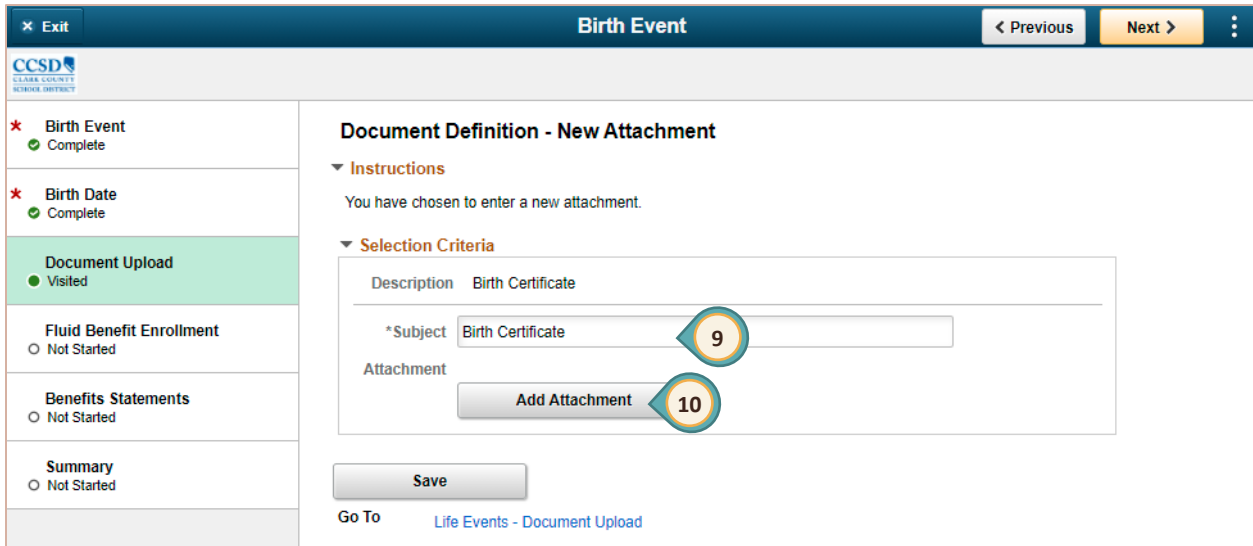 × Exit
Birth Event
< Previous
Next >
CCSD
CLARK COUNTY
SCHOOL DISTRICT
* Birth Event
Complete
* Birth Date
Complete
Document Upload
Visited
Fluid Benefit Enrollment
Not Started
Benefits Statements
Not Started
Summary
Not Started
Document Definition - New Attachment
Instructions
You have chosen to enter a new attachment.
Selection Criteria
Description Birth Certificate
*Subject Birth Certificate 9
Attachment
Add Attachment 10
Save
Go To Life Events - Document Upload